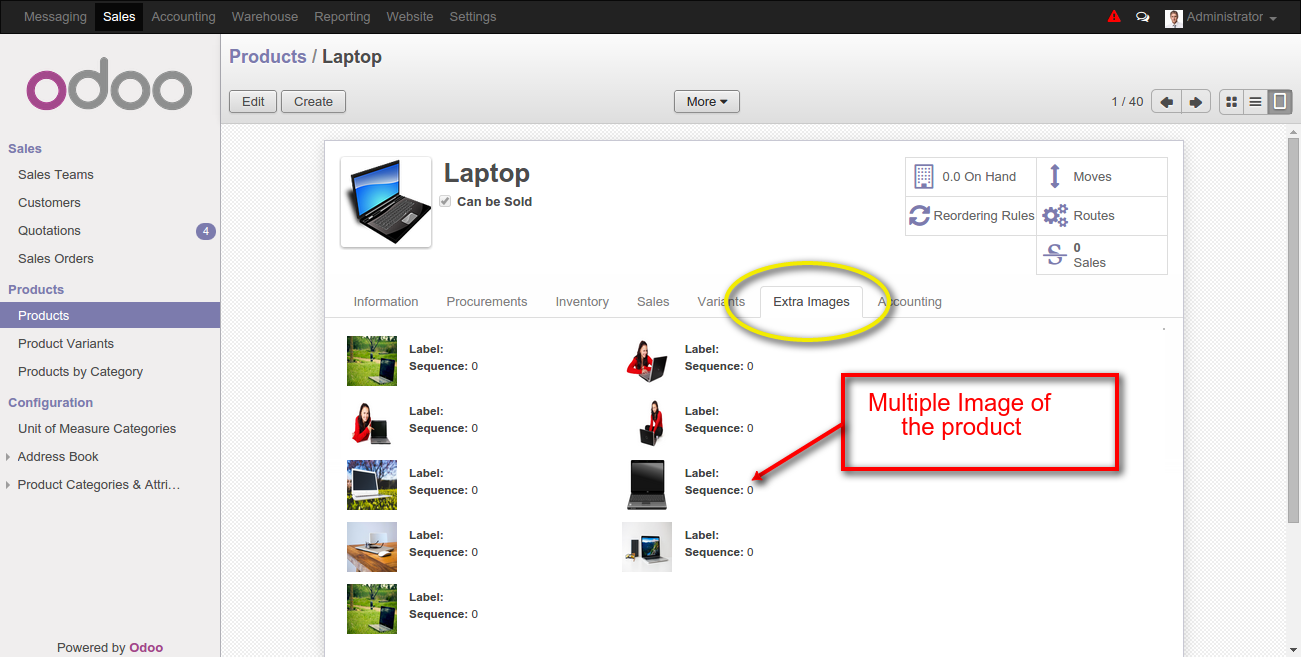 Messaging Sales Accounting Warehouse Reporting Website Settings Administrator
odoo
Sales
Sales Teams
Customers
Quotations 4
Sales Orders
Products
Products
Product Variants
Products by Category
Configuration
Unit of Measure Categories
Address Book
Product Categories & Attri...
Powered by Odoo
Products / Laptop
Edit Create More 1 / 40
Laptop
Can be Sold
0.0 On Hand Moves
Reordering Rules Routes
0
Sales
Information Procurements Inventory Sales Variants Extra Images Accounting
Label: Label:
Sequence: 0 Sequence: 0
Label: Label:
Sequence: 0 Sequence: 0
Label: Label:
Sequence: 0 Sequence: 0
Label: Label:
Sequence: 0 Sequence: 0
Label:
Sequence: 0
Multiple Image of
the product